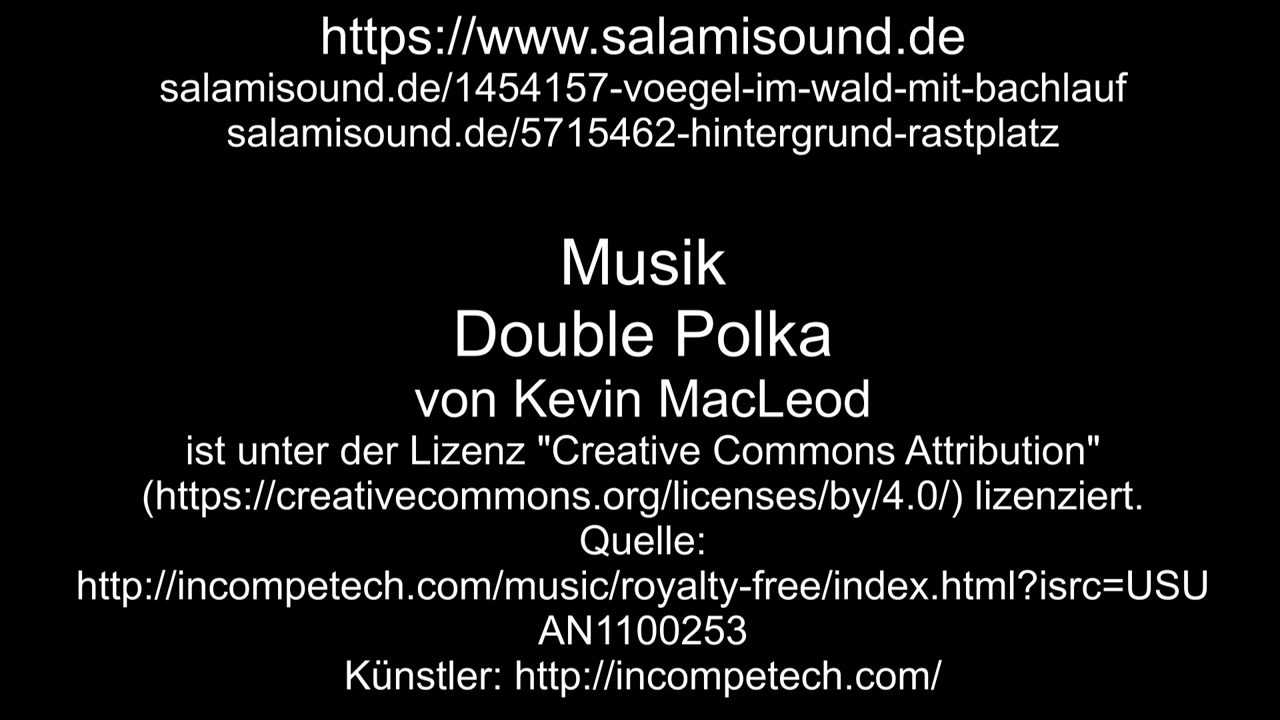 https://www.salamisound.de
salamisound.de/1454157-voegel-im-wald-mit-bachlauf
salamisound.de/5715462-hintergrund-rastplatz
Musik
Double Polka
von Kevin MacLeod
ist unter der Lizenz "Creative Commons Attribution"
(https://creativecommons.org/licenses/by/4.0/) lizenziert.
Quelle:
http://incompetech.com/music/royalty-free/index.html?isrc=USU
AN1100253
Künstler: http://incompetech.com/